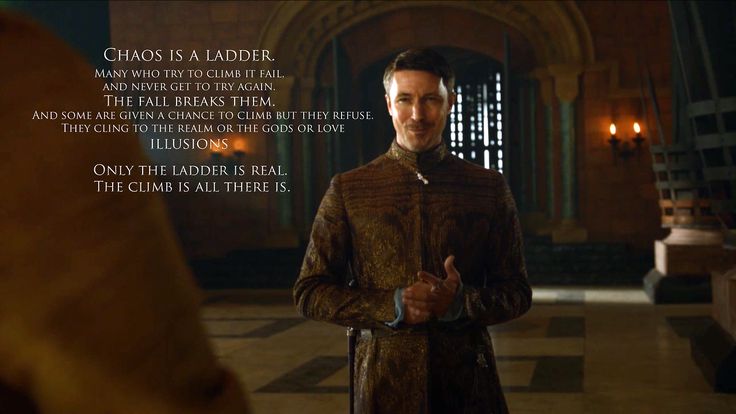 Chaos is a ladder.
Many who try to climb it fail,
and never get to try again.
The fall breaks them.
And some are given a chance to climb but they refuse.
They cling to the realm or the gods or love
illusions
Only the ladder is real.
The climb is all there is.